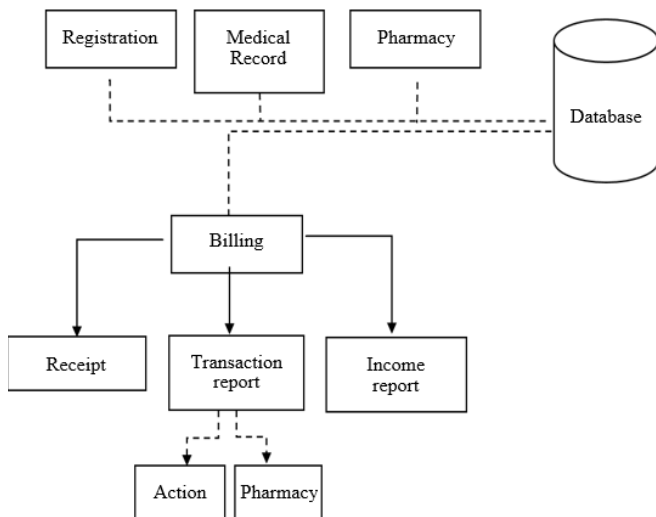 Registration
Medical
Record
Pharmacy
Database
Billing
Receipt
Transaction
report
Income
report
Action
Pharmacy